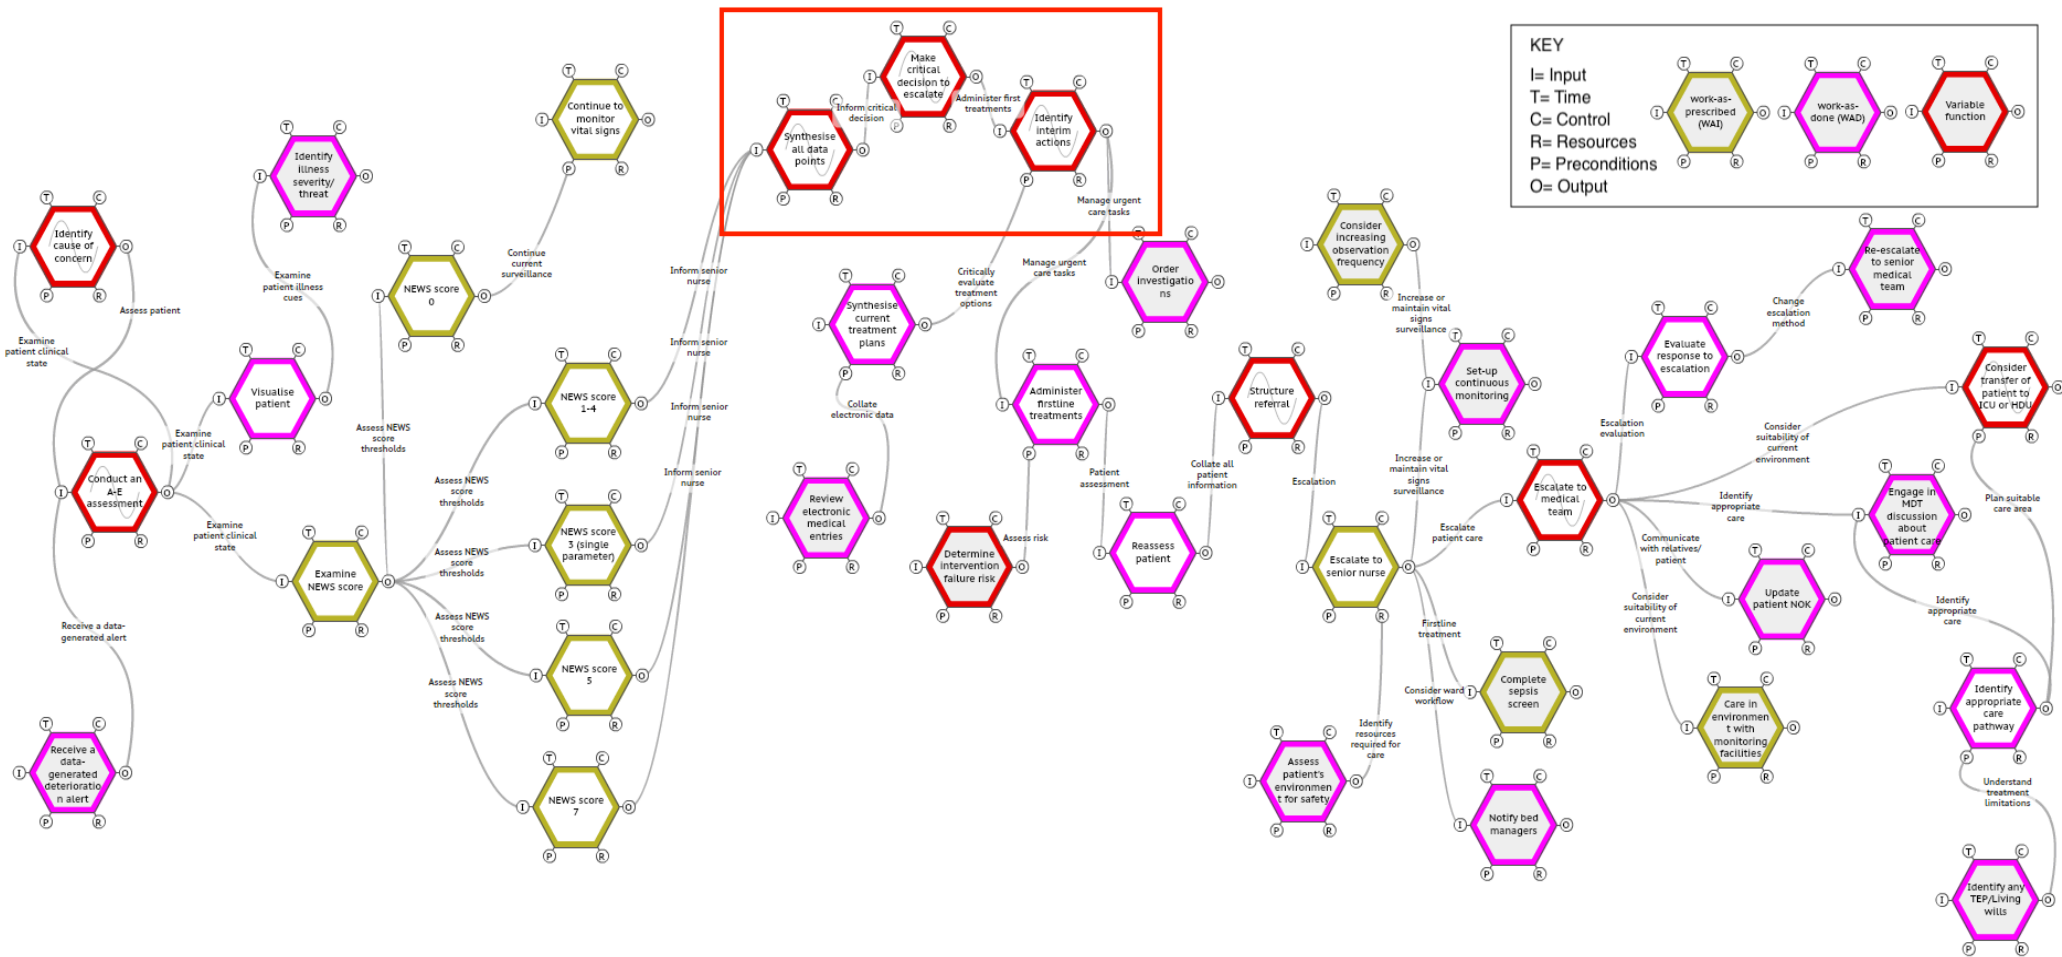 KEY
I= Input
T= Time
C= Control
R= Resources
P= Preconditions
O= Output
work-as-
prescribed
(WAI)
work-as-
done (WAD)
Variable
function
Identify
cause of
concern
Assess patient
Examine
patient clinical
state
Conduct an
A-E
assessment
Receive a data-
generated alert
Receive a
data-
generated
deterioratio
n alert
Examine
patient clinical
state
Examine
patient clinical
state
Visualise
patient
Examine
patient illness
cues
Identify
illness
severity/
threat
Examine
NEWS score
Assess NEWS
score
thresholds
NEWS score
0
Continue
current
surveillance
Continue to
monitor
vital signs
Assess NEWS
score
thresholds
NEWS score
1-4
Assess NEWS
score
thresholds
NEWS score
3 (single
parameter)
Assess NEWS
score
thresholds
NEWS score
5
Assess NEWS
score
thresholds
NEWS score
7
Inform senior
nurse
Inform senior
nurse
Inform senior
nurse
Inform senior
nurse
Synthesise
all data
points
Inform critical
decision
Make
critical
decision to
escalate
Administer first
treatments
Identify
interim
actions
Manage urgent
care tasks
Manage urgent
care tasks
Order
investigatio
ns
Critically
evaluate
treatment
options
Synthesise
current
treatment
plans
Collate
electronic data
Review
electronic
medical
entries
Administer
firstline
treatments
Assess risk
Determine
intervention
failure risk
Patient
assessment
Reassess
patient
Collate all
patient
information
Structure
referral
Escalation
Escalate to
senior nurse
Identify
resources
required for
care
Assess
patient's
environmen
t for safety
Consider
increasing
observation
frequency
Increase or
maintain vital
signs
surveillance
Set-up
continuous
monitoring
Increase or
maintain vital
signs
surveillance
Escalate
patient care
Firstline
treatment
Complete
sepsis
screen
Consider ward
workflow
Notify bed
managers
Escalate to
medical
team
Escalation
evaluation
Evaluate
response to
escalation
Change
escalation
method
Re-escalate
to senior
medical
team
Consider
suitability of
current
environment
Consider
transfer of
patient to
ICU or HDU
Identify
appropriate
care
Engage in
MDT
discussion
about
patient care
Plan suitable
care area
Communicate
with relatives/
patient
Update
patient NOK
Consider
suitability of
current
environment
Care in
environmen
t with
monitoring
facilities
Identify
appropriate
care
Identify
appropriate
care
pathway
Understand
treatment
limitations
Identify any
TEP/Living
wills